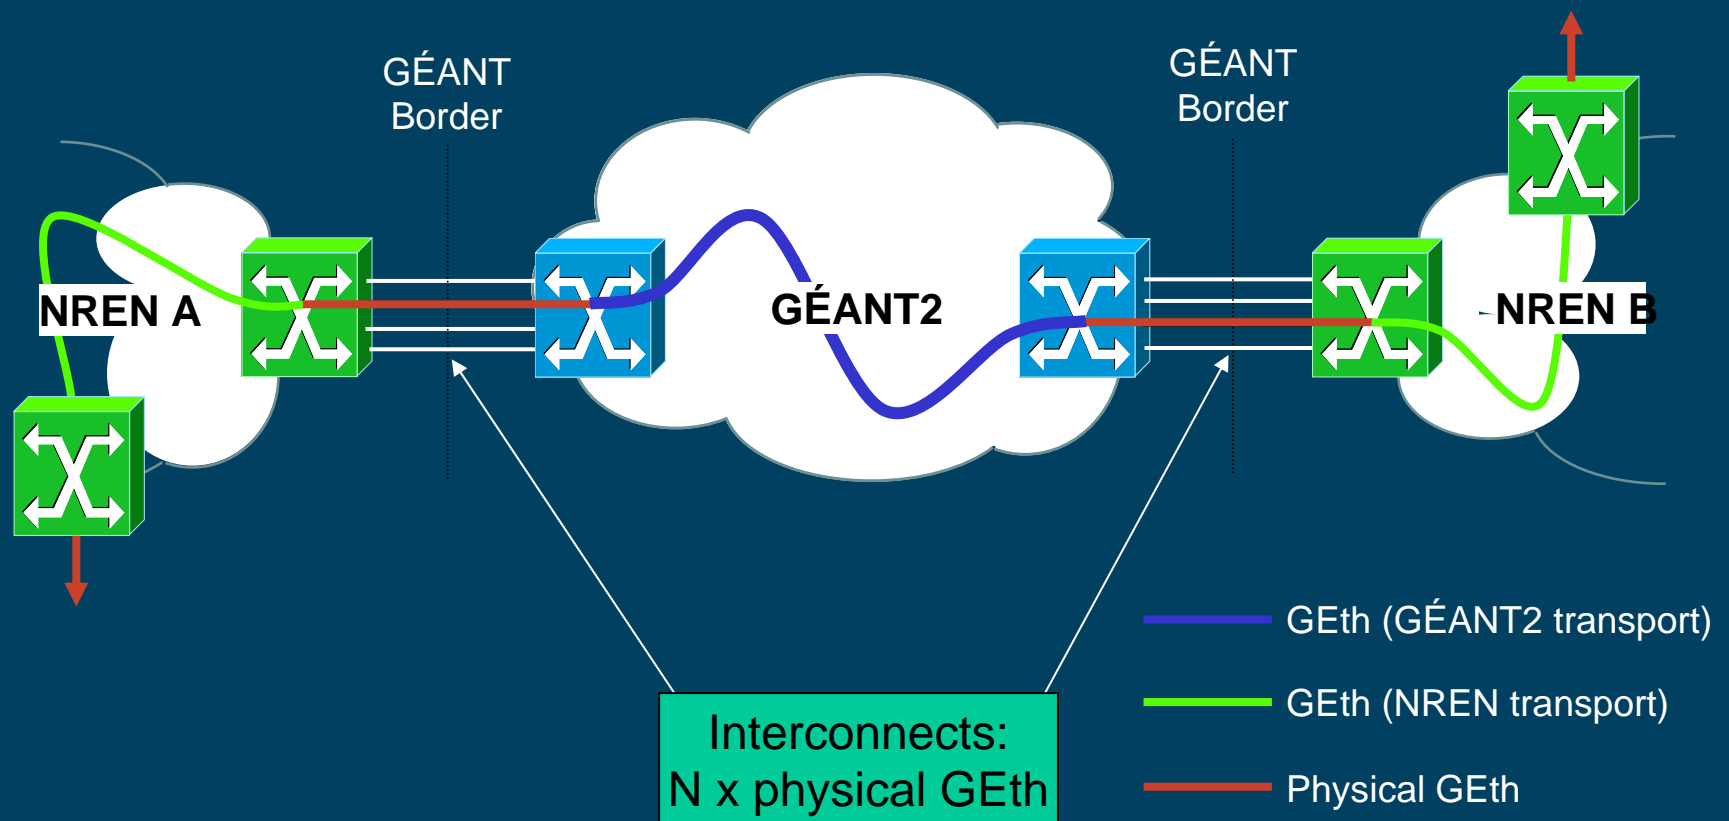 GÉANT
Border
GÉANT
Border
NREN A
GÉANT2
NREN B
GEth (GÉANT2 transport)
GEth (NREN transport)
Physical GEth
Interconnects:
N x physical GEth